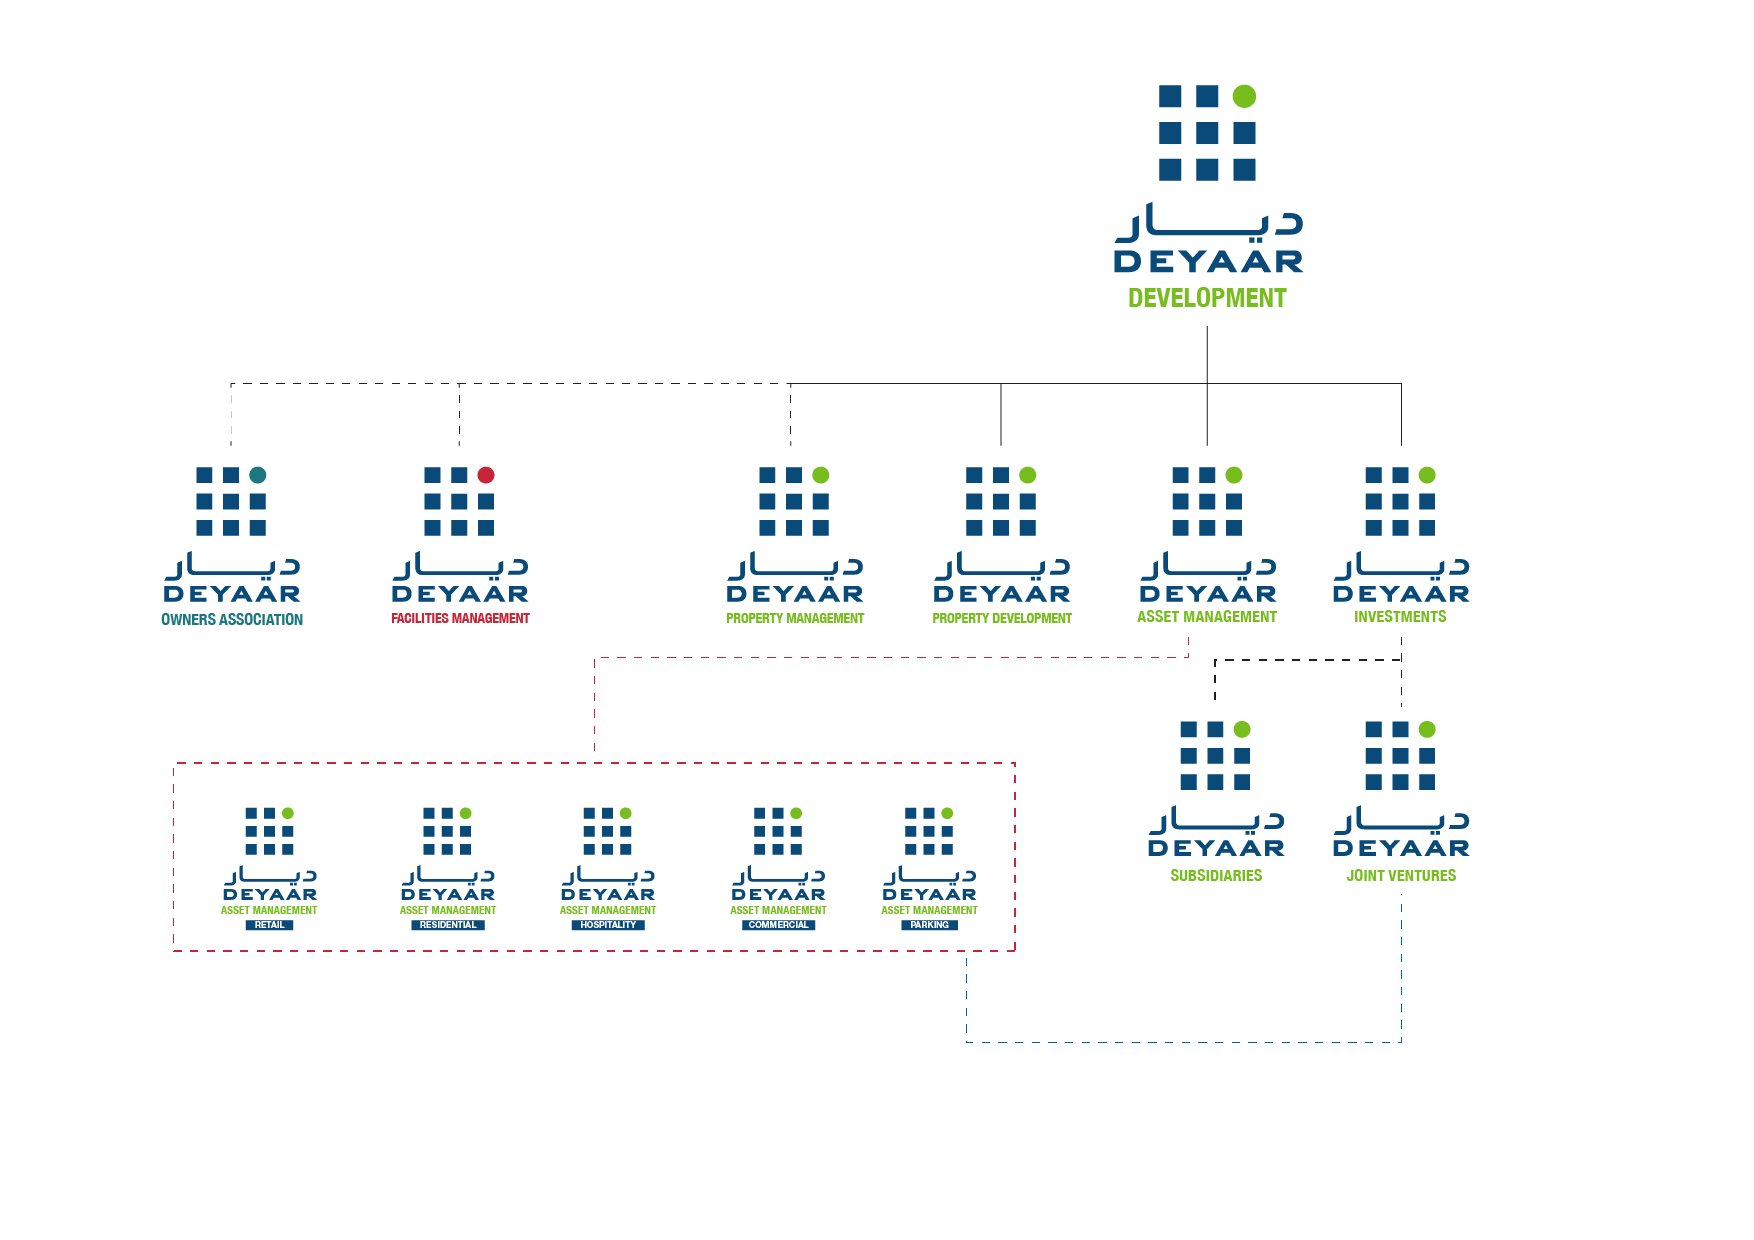 ديار
DEYAAR
DEVELOPMENT
ديار
DEYAAR
OWNERS ASSOCIATION
ديار
DEYAAR
FACILITIES MANAGEMENT
ديار
DEYAAR
PROPERTY MANAGEMENT
ديار
DEYAAR
PROPERTY DEVELOPMENT
ديار
DEYAAR
ASSET MANAGEMENT
ديار
DEYAAR
INVESTMENTS
ديار
DEYAAR
SUBSIDIARIES
ديار
DEYAAR
JOINT VENTURES
ديار
DEYAAR
ASSET MANAGEMENT
RETAIL
ديار
DEYAAR
ASSET MANAGEMENT
RESIDENTIAL
ديار
DEYAAR
ASSET MANAGEMENT
HOSPITALITY
ديار
DEYAAR
ASSET MANAGEMENT
COMMERCIAL
ديار
DEYAAR
ASSET MANAGEMENT
PARKING